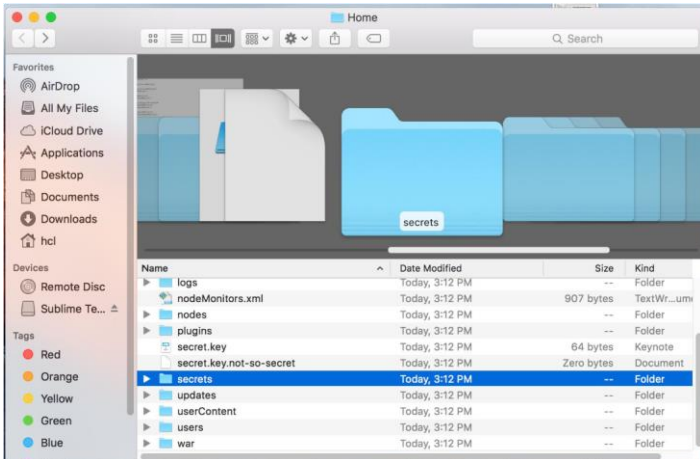 Home
Search
Favorites
AirDrop
All My Files
iCloud Drive
Applications
Desktop
Documents
Downloads
hcl
Devices
Remote Disc
Sublime Te...
Tags
Red
Orange
Yellow
Green
Blue
secrets
Name Date Modified Size Kind
logs Today, 3:12 PM -- Folder
nodeMonitors.xml Today, 3:12 PM 907 bytes TextWr...um
nodes Today, 3:12 PM -- Folder
plugins Today, 3:12 PM -- Folder
secret.key Today, 3:12 PM 64 bytes Keynote
secret.key.not-so-secret Today, 3:12 PM Zero bytes Document
secrets Today, 3:12 PM -- Folder
updates Today, 3:12 PM -- Folder
userContent Today, 3:12 PM -- Folder
users Today, 3:12 PM -- Folder
war Today, 3:12 PM -- Folder